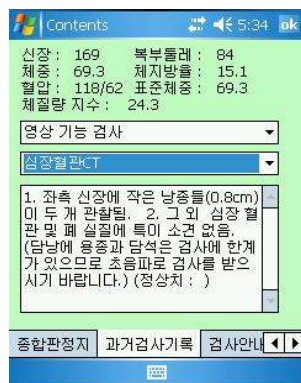 Contents 5:34 ok
신장 : 169 복부둘레 : 84
체중 : 69.3 체지방율 : 15.1
혈압 : 118/62 표준체중 : 69.3
체질량 지수 : 24.3
영상 기능 검사
심장혈관CT
1. 좌측 신장에 작은 낭종들(0.8cm)
이 두 개 관찰됨. 2. 그 외 심장 혈
관 및 폐 실질에 특이 소견 없음.
(담낭에 용종과 담석은 검사에 한계
가 있으므로 초음파로 검사를 받으
시기 바랍니다.) (정상치 : )
종합판정지 과거검사기록 검사안내